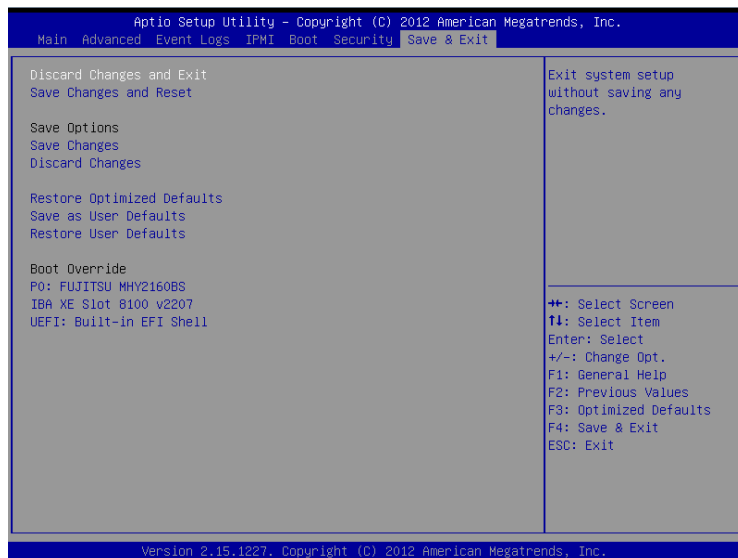 Aptio Setup Utility – Copyright (C) 2012 American Megatrends, Inc.
Main Advanced Event Logs IPMI Boot Security Save & Exit
Discard Changes and Exit
Save Changes and Reset
Save Options
Save Changes
Discard Changes
Restore Optimized Defaults
Save as User Defaults
Restore User Defaults
Boot Override
P0: FUJITSU MHY2160BS
IBA XE Slot 8100 v2207
UEFI: Built-in EFI Shell
Exit system setup
without saving any
changes.
→←: Select Screen
↑↓: Select Item
Enter: Select
+/-: Change Opt.
F1: General Help
F2: Previous Values
F3: Optimized Defaults
F4: Save & Exit
ESC: Exit
Version 2.15.1227. Copyright (C) 2012 American Megatrends, Inc.